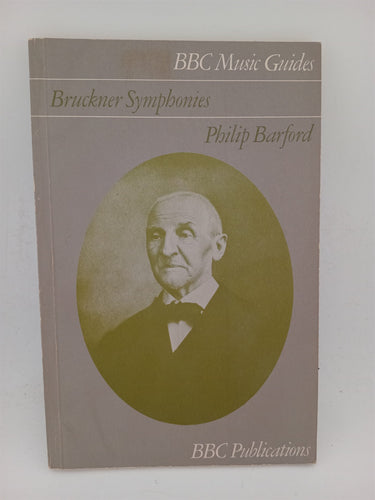 BBC Music Guides
Bruckner Symphonies
Philip Barford
BBC Publications